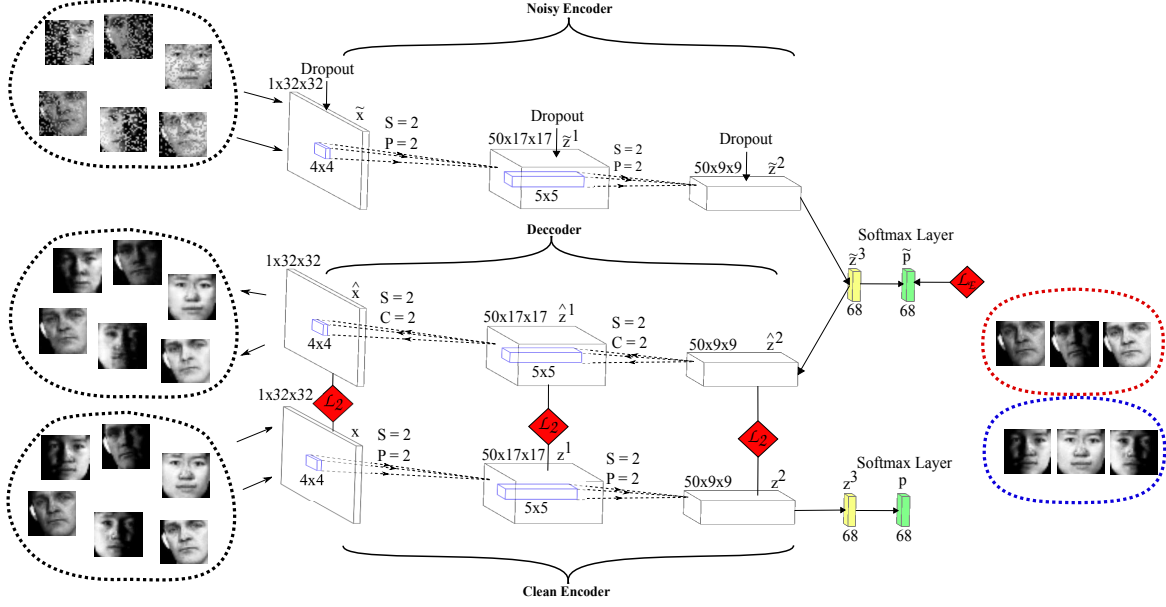 Noisy Encoder
1x32x32
Dropout
x̃
S = 2
P = 2
4x4
Dropout
50x17x17 z̃¹
S = 2
P = 2
5x5
Dropout
50x9x9 z̃²
Softmax Layer
z̃³ p̃
68 68
ℒ_Σ
Deccoder
1x32x32
x̂
S = 2
C = 2
4x4
50x17x17 ẑ¹
S = 2
C = 2
5x5
50x9x9 ẑ²
ℒ₂ ℒ₂ ℒ₂
1x32x32
x
S = 2
P = 2
4x4
50x17x17 z¹
S = 2
P = 2
5x5
50x9x9 z²
Softmax Layer
z³ p
68 68
Clean Encoder